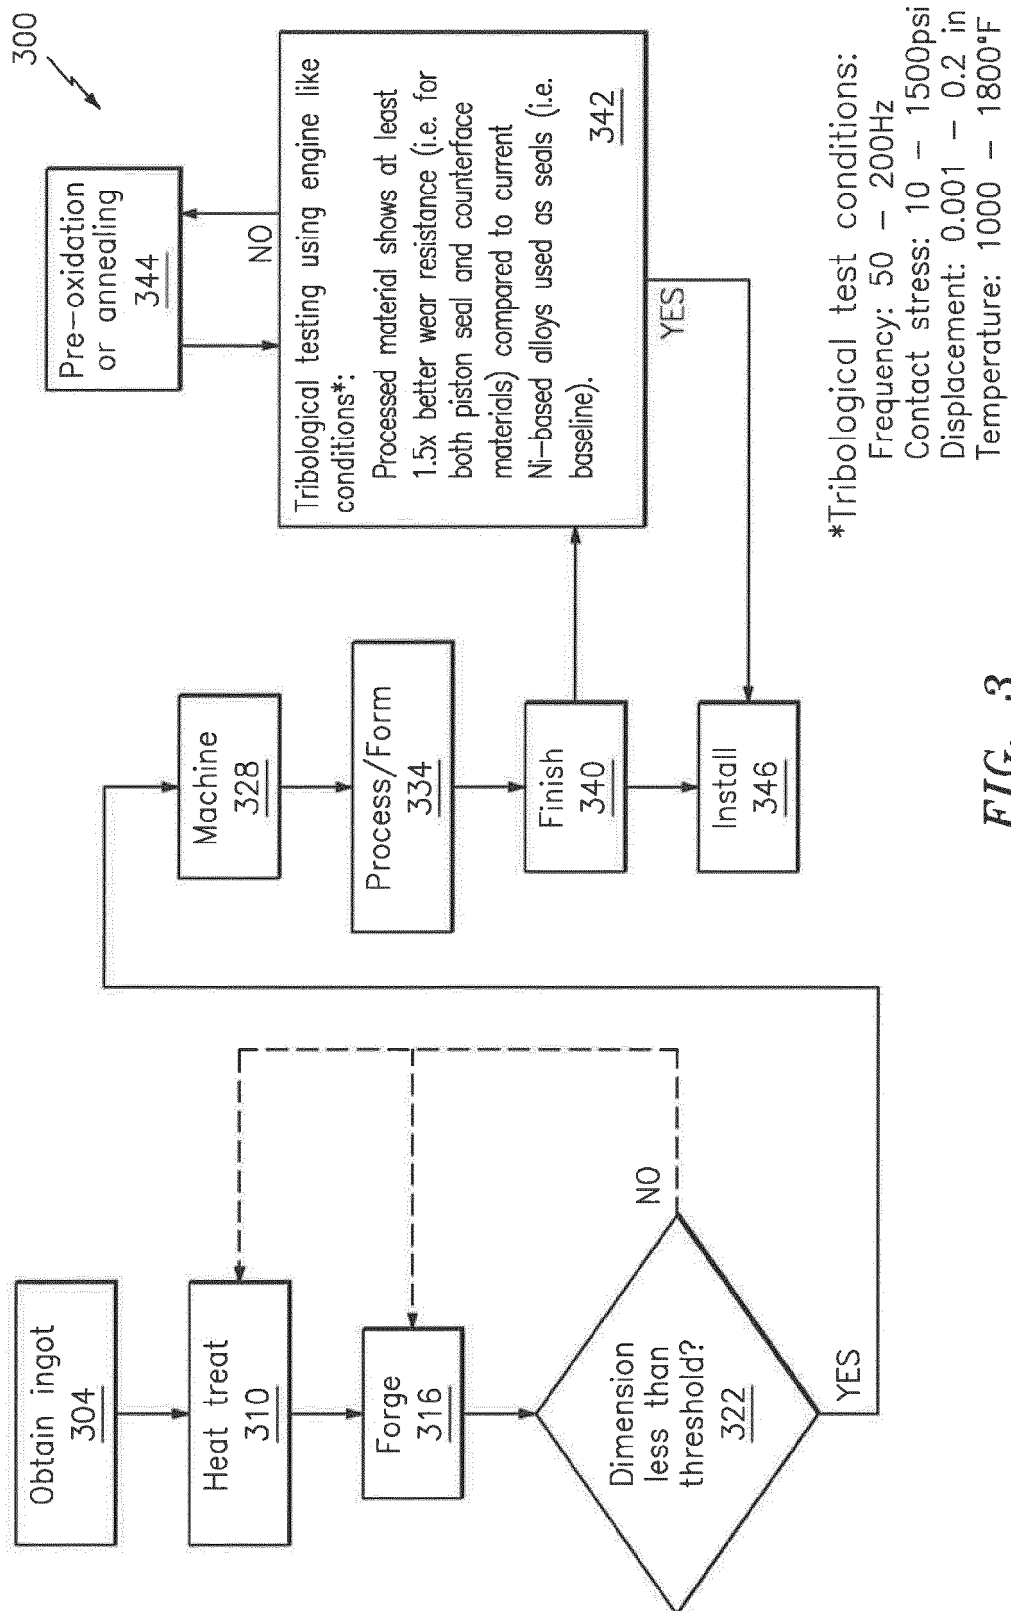 300
Obtain ingot
304
Heat treat
310
Forge
316
Dimension
less than
threshold?
322
NO
YES
Machine
328
Process/Form
334
Finish
340
Install
346
Pre-oxidation
or annealing
344
NO
Tribological testing using engine like
conditions*:
Processed material shows at least
1.5x better wear resistance (i.e. for
both piston seal and counterface
materials) compared to current
Ni-based alloys used as seals (i.e.
baseline).
342
YES
*Tribological test conditions:
Frequency: 50 - 200Hz
Contact stress: 10 - 1500psi
Displacement: 0.001 - 0.2 in
Temperature: 1000 - 1800°F
FIG. 3